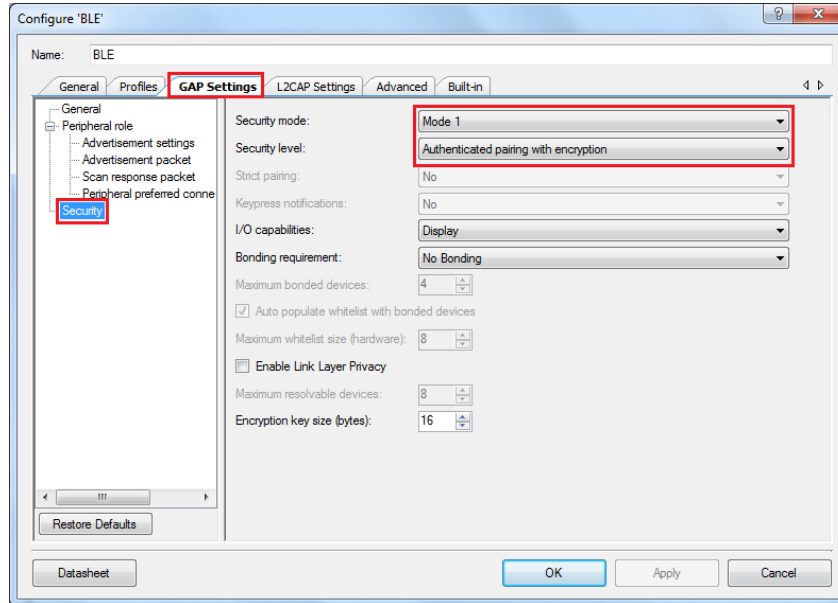 Configure 'BLE'
Name: BLE
General Profiles GAP Settings L2CAP Settings Advanced Built-in
General
Peripheral role
Advertisement settings
Advertisement packet
Scan response packet
Peripheral preferred conne
Security
Security mode: Mode 1
Security level: Authenticated pairing with encryption
Strict pairing: No
Keypress notifications: No
I/O capabilities: Display
Bonding requirement: No Bonding
Maximum bonded devices: 4
Auto populate whitelist with bonded devices
Maximum whitelist size (hardware): 8
Enable Link Layer Privacy
Maximum resolvable devices: 8
Encryption key size (bytes): 16
Restore Defaults
Datasheet OK Apply Cancel